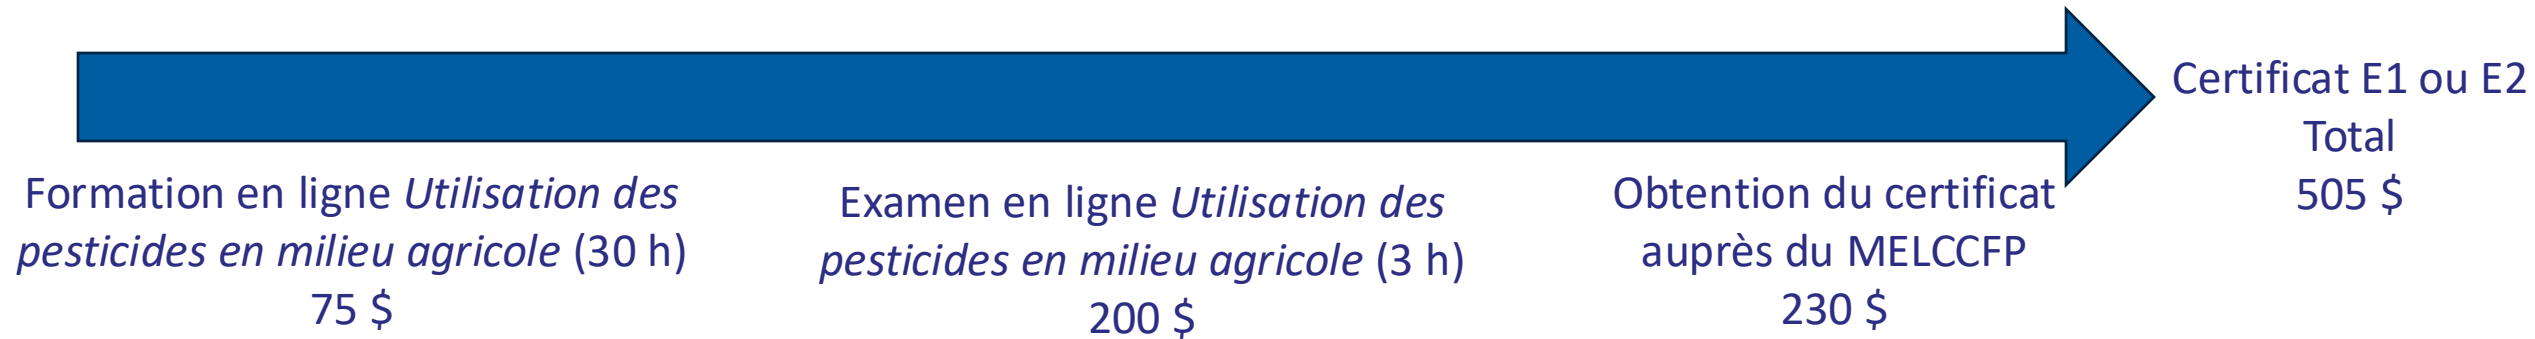 Formation en ligne Utilisation des
pesticides en milieu agricole (30 h)
75 $
Examen en ligne Utilisation des
pesticides en milieu agricole (3 h)
200 $
Obtention du certificat
auprès du MELCCFP
230 $
Certificat E1 ou E2
Total
505 $